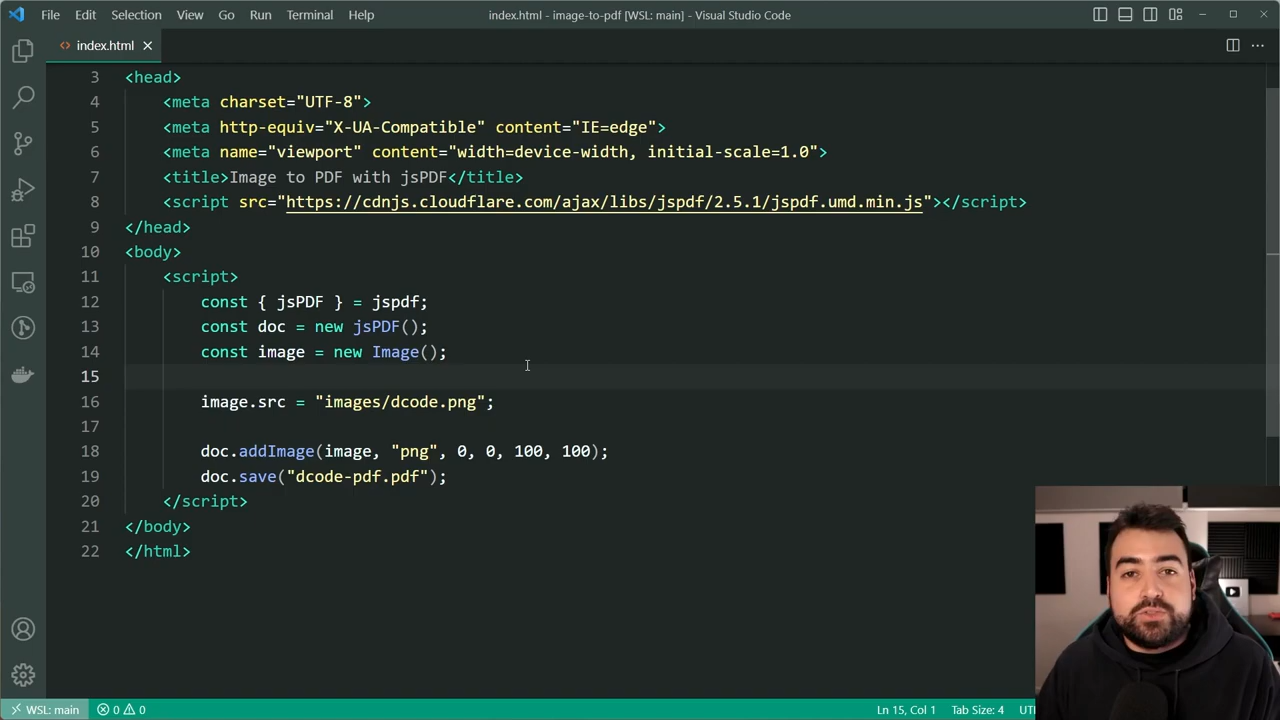 File Edit Selection View Go Run Terminal Help index.html - image-to-pdf [WSL: main] - Visual Studio Code
index.html
3 <head>
4 <meta charset="UTF-8">
5 <meta http-equiv="X-UA-Compatible" content="IE=edge">
6 <meta name="viewport" content="width=device-width, initial-scale=1.0">
7 <title>Image to PDF with jsPDF</title>
8 <script src="https://cdnjs.cloudflare.com/ajax/libs/jspdf/2.5.1/jspdf.umd.min.js"></script>
9 </head>
10 <body>
11 <script>
12 const { jsPDF } = jspdf;
13 const doc = new jsPDF();
14 const image = new Image();
15
16 image.src = "images/dcode.png";
17
18 doc.addImage(image, "png", 0, 0, 100, 100);
19 doc.save("dcode-pdf.pdf");
20 </script>
21 </body>
22 </html>
WSL: main 0 0 Ln 15, Col 1 Tab Size: 4 UT